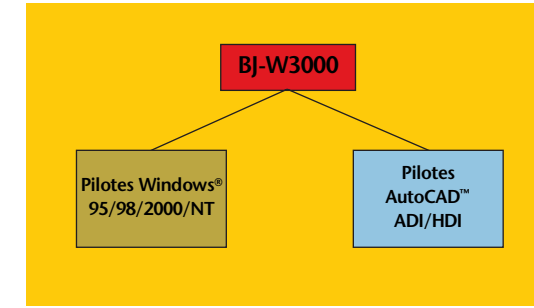 BJ-W3000
Pilotes Windows®
95/98/2000/NT
Pilotes
AutoCAD™
ADI/HDI